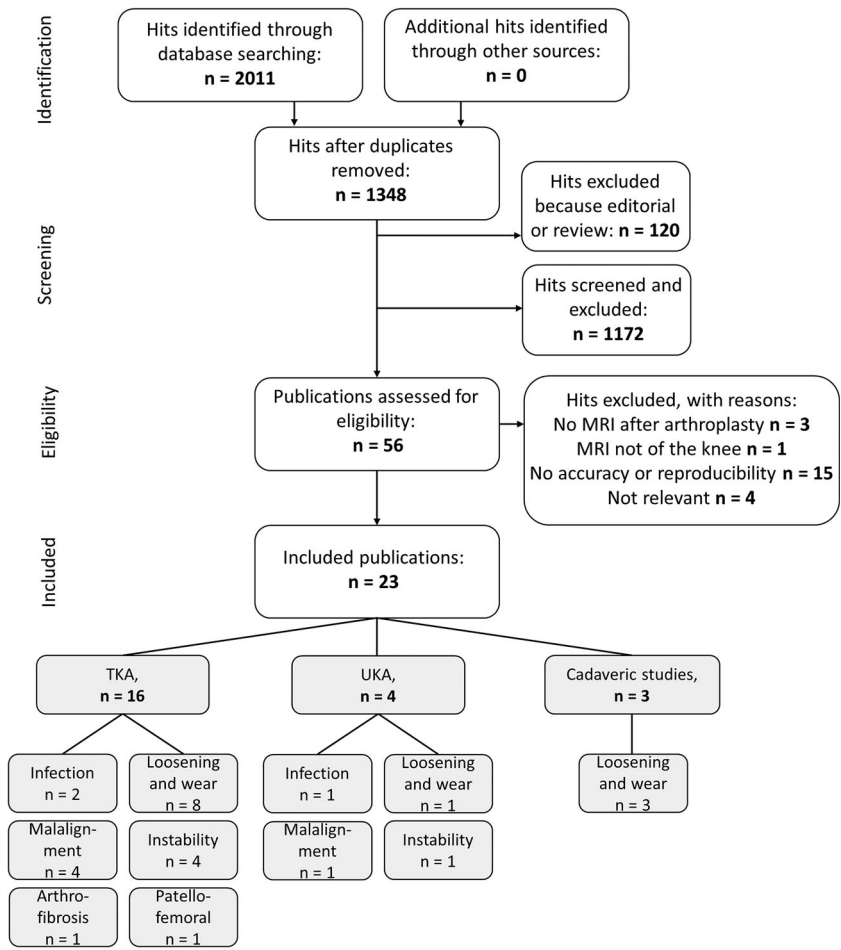 Identification
Hits identified through
database searching:
n = 2011
Additional hits identified
through other sources:
n = 0
Hits after duplicates
removed:
n = 1348
Screening
Hits excluded
because editorial
or review: n = 120
Hits screened and
excluded:
n = 1172
Eligibility
Publications assessed for
eligibility:
n = 56
Hits excluded, with reasons:
No MRI after arthroplasty n = 3
MRI not of the knee n = 1
No accuracy or reproducibility n = 15
Not relevant n = 4
Included
Included publications:
n = 23
TKA,
n = 16
UKA,
n = 4
Cadaveric studies,
n = 3
Infection
n = 2
Loosening
and wear
n = 8
Infection
n = 1
Loosening
and wear
n = 1
Loosening
and wear
n = 3
Malalign-
ment
n = 4
Instability
n = 4
Malalign-
ment
n = 1
Instability
n = 1
Arthro-
fibrosis
n = 1
Patello-
femoral
n = 1